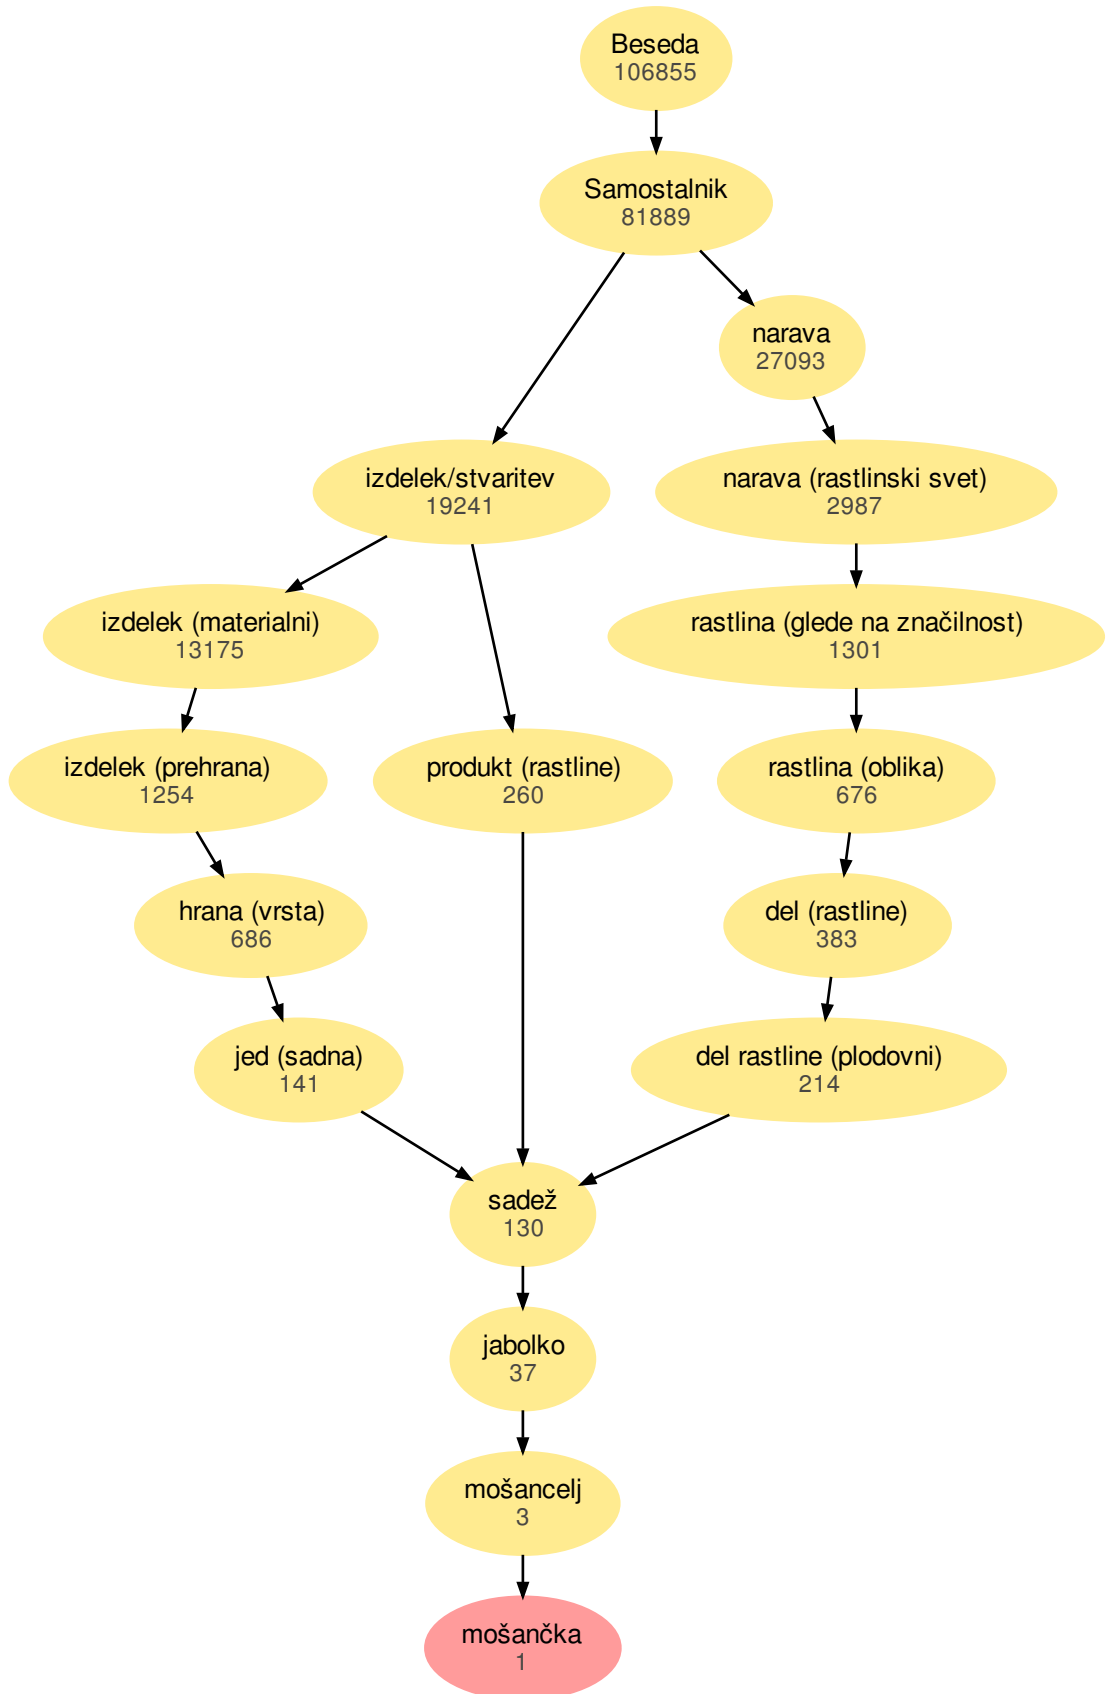 Beseda
106855
Samostalnik
81889
narava
27093
izdelek/stvaritev
19241
narava (rastlinski svet)
2987
izdelek (materialni)
13175
rastlina (glede na značilnost)
1301
izdelek (prehrana)
1254
produkt (rastline)
260
rastlina (oblika)
676
hrana (vrsta)
686
del (rastline)
383
jed (sadna)
141
del rastline (plodovni)
214
sadež
130
jabolko
37
mošancelj
3
mošančka
1